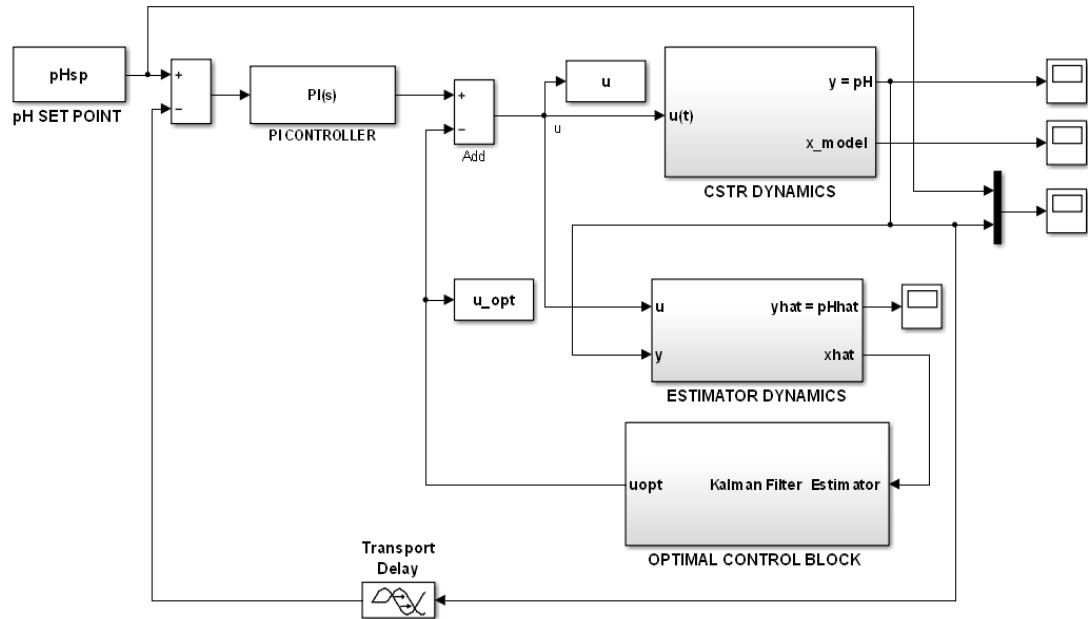 pHsp
pH SET POINT
+
−
PI(s)
PI CONTROLLER
+
−
Add
u
u
u(t)
y = pH
x_model
CSTR DYNAMICS
u_opt
u
y
yhat = pHhat
xhat
ESTIMATOR DYNAMICS
uopt
Kalman Filter Estimator
OPTIMAL CONTROL BLOCK
Transport
Delay